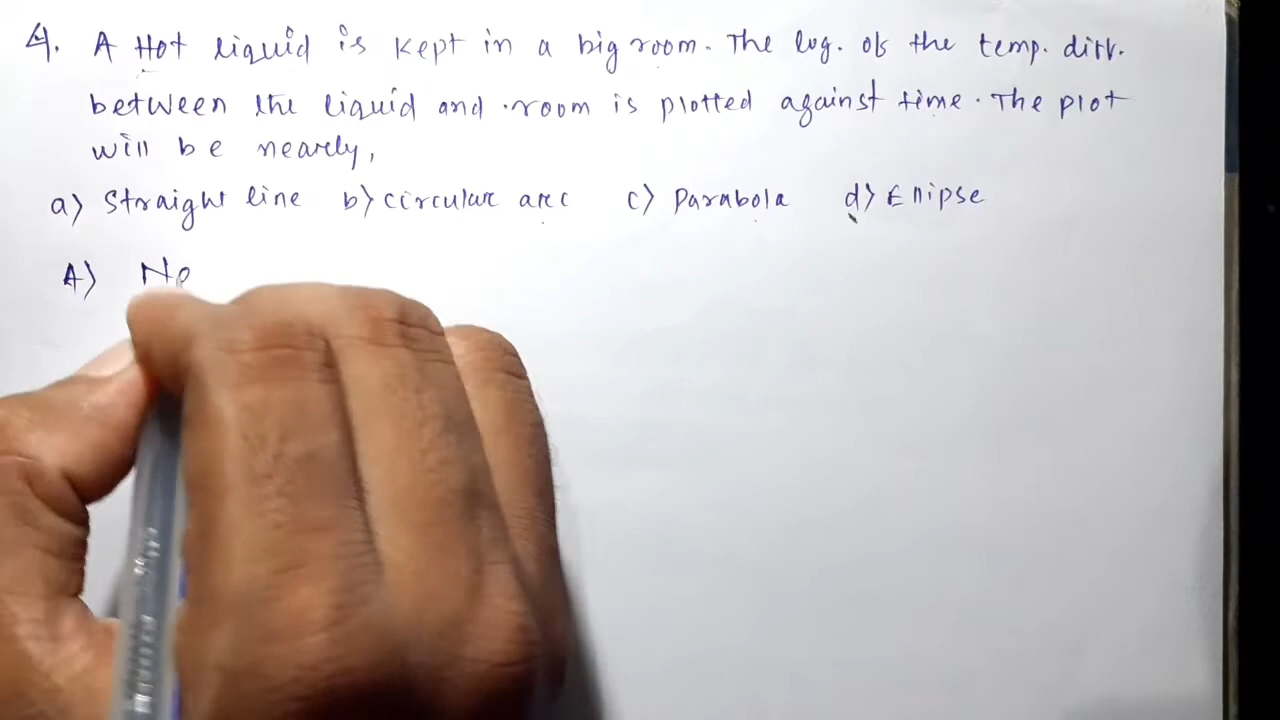 4. A Hot liquid is kept in a big room. The log. of the temp. diff.
between the liquid and room is plotted against time. The plot
will be nearly,
a) Straight line b) circular arc c) Parabola d) Ellipse
A) Ne